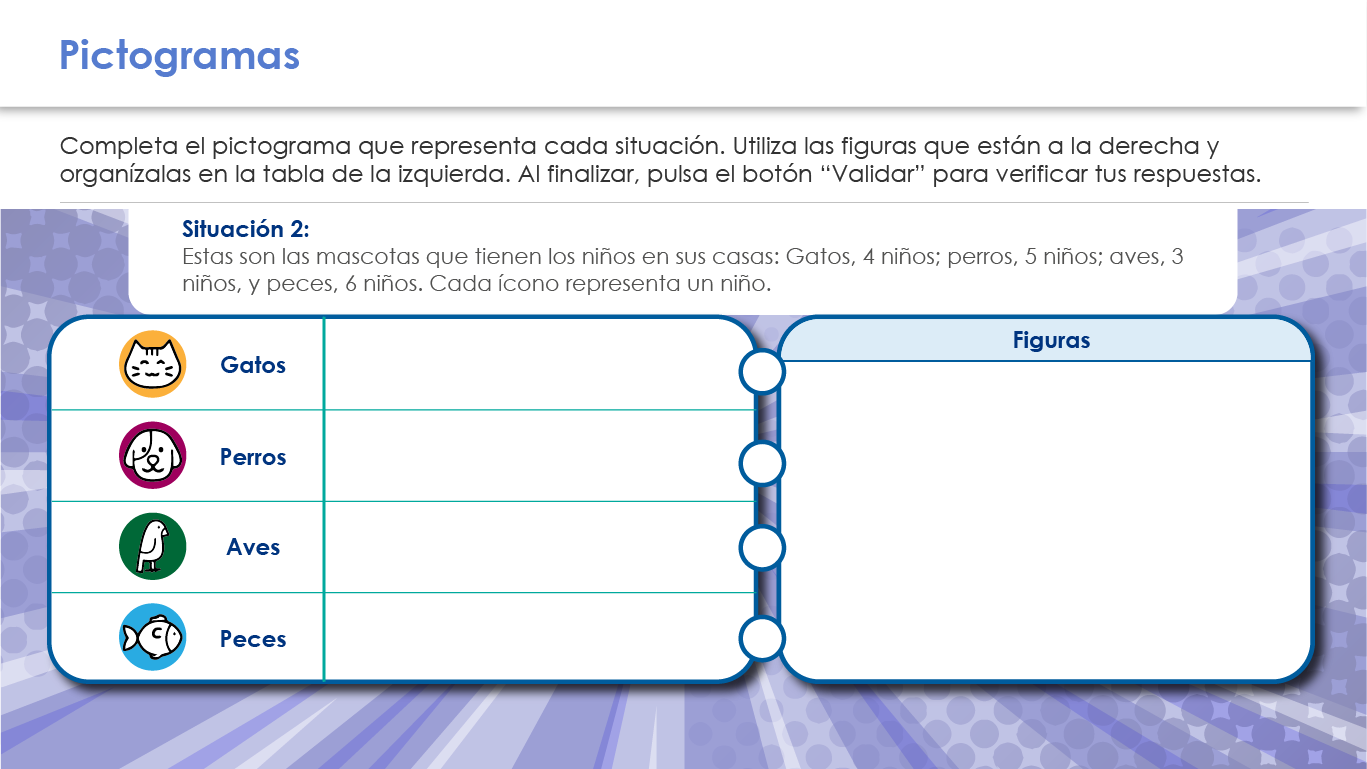 Pictogramas
Completa el pictograma que representa cada situación. Utiliza las figuras que están a la derecha y
organízalas en la tabla de la izquierda. Al finalizar, pulsa el botón “Validar” para verificar tus respuestas.
Situación 2:
Estas son las mascotas que tienen los niños en sus casas: Gatos, 4 niños; perros, 5 niños; aves, 3
niños, y peces, 6 niños. Cada ícono representa un niño.
Figuras
Gatos
Perros
Aves
Peces